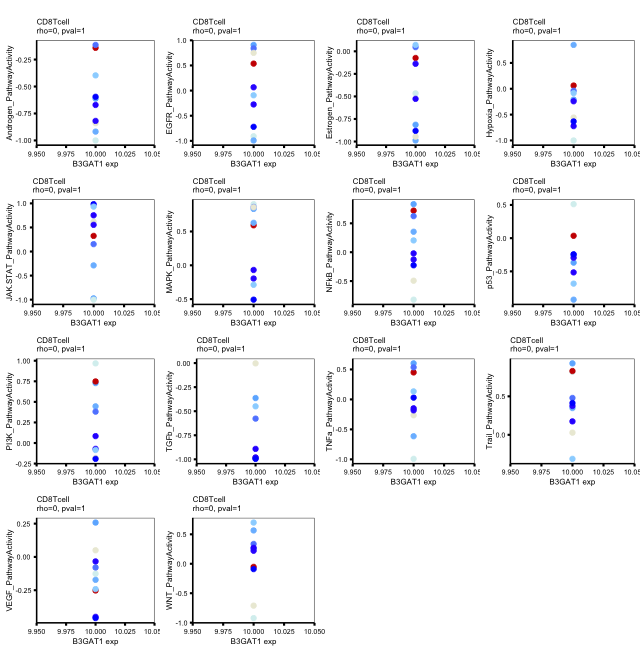 CD8Tcell
rho=0, pval=1
Androgen_PathwayActivity
-0.25
-0.50
-0.75
-1.00
9.950 9.975 10.000 10.025 10.05
B3GAT1 exp
CD8Tcell
rho=0, pval=1
EGFR_PathwayActivity
1.0
0.5
0.0
-0.5
-1.0
9.950 9.975 10.000 10.025 10.05
B3GAT1 exp
CD8Tcell
rho=0, pval=1
Estrogen_PathwayActivity
0.00
-0.25
-0.50
-0.75
-1.00
9.950 9.975 10.000 10.025 10.05
B3GAT1 exp
CD8Tcell
rho=0, pval=1
Hypoxia_PathwayActivity
0.5
0.0
-0.5
-1.0
9.950 9.975 10.000 10.025 10.05
B3GAT1 exp
CD8Tcell
rho=0, pval=1
JAK.STAT_PathwayActivity
1.0
0.5
0.0
-0.5
-1.0
9.950 9.975 10.000 10.025 10.05
B3GAT1 exp
CD8Tcell
rho=0, pval=1
MAPK_PathwayActivity
0.5
0.0
-0.5
9.950 9.975 10.000 10.025 10.05
B3GAT1 exp
CD8Tcell
rho=0, pval=1
NFkB_PathwayActivity
0.5
0.0
-0.5
9.950 9.975 10.000 10.025 10.05
B3GAT1 exp
CD8Tcell
rho=0, pval=1
p53_PathwayActivity
0.5
0.0
-0.5
9.950 9.975 10.000 10.025 10.05
B3GAT1 exp
CD8Tcell
rho=0, pval=1
PI3K_PathwayActivity
1.00
0.75
0.50
0.25
0.00
-0.25
9.950 9.975 10.000 10.025 10.05
B3GAT1 exp
CD8Tcell
rho=0, pval=1
TGFb_PathwayActivity
0.00
-0.25
-0.50
-0.75
-1.00
9.950 9.975 10.000 10.025 10.05
B3GAT1 exp
CD8Tcell
rho=0, pval=1
TNFa_PathwayActivity
0.5
0.0
-0.5
-1.0
9.950 9.975 10.000 10.025 10.05
B3GAT1 exp
CD8Tcell
rho=0, pval=1
Trail_PathwayActivity
0.5
0.0
9.950 9.975 10.000 10.025 10.05
B3GAT1 exp
CD8Tcell
rho=0, pval=1
VEGF_PathwayActivity
0.25
0.00
-0.25
9.950 9.975 10.000 10.025 10.05
B3GAT1 exp
CD8Tcell
rho=0, pval=1
WNT_PathwayActivity
0.5
0.0
-0.5
-1.0
9.950 9.975 10.000 10.025 10.050
B3GAT1 exp